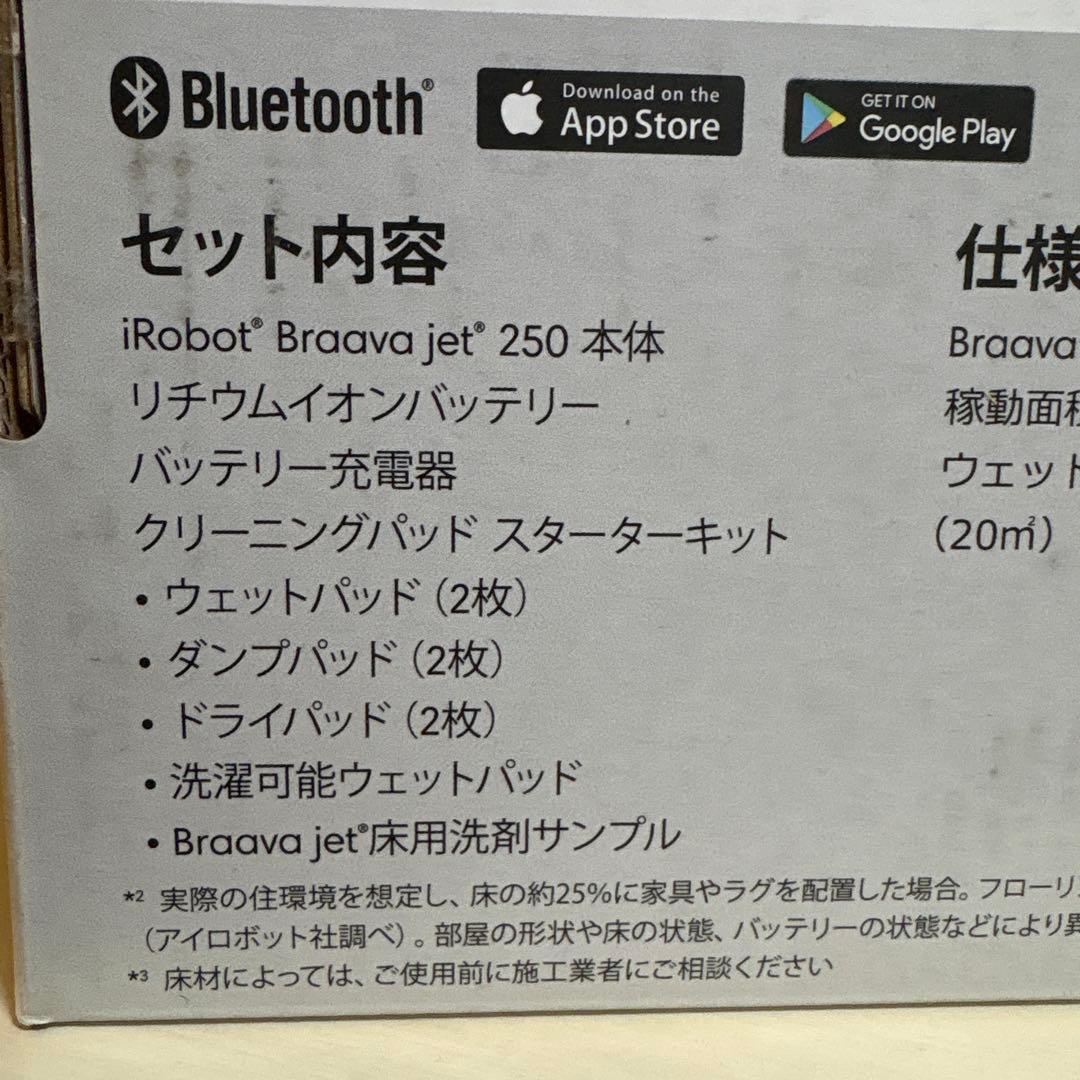 Bluetooth®
Download on the
App Store
GET IT ON
Google Play
セット内容
iRobot® Braava jet® 250 本体
リチウムイオンバッテリー
バッテリー充電器
クリーニングパッド スターターキット
• ウェットパッド（2枚）
• ダンプパッド（2枚）
• ドライパッド（2枚）
• 洗濯可能ウェットパッド
• Braava jet®床用洗剤サンプル
仕様
Braava
稼動面積
ウェット
（20㎡）
*2 実際の住環境を想定し、床の約25%に家具やラグを配置した場合。フローリ
（アイロボット社調べ）。部屋の形状や床の状態、バッテリーの状態などにより異
*3 床材によっては、ご使用前に施工業者にご相談ください